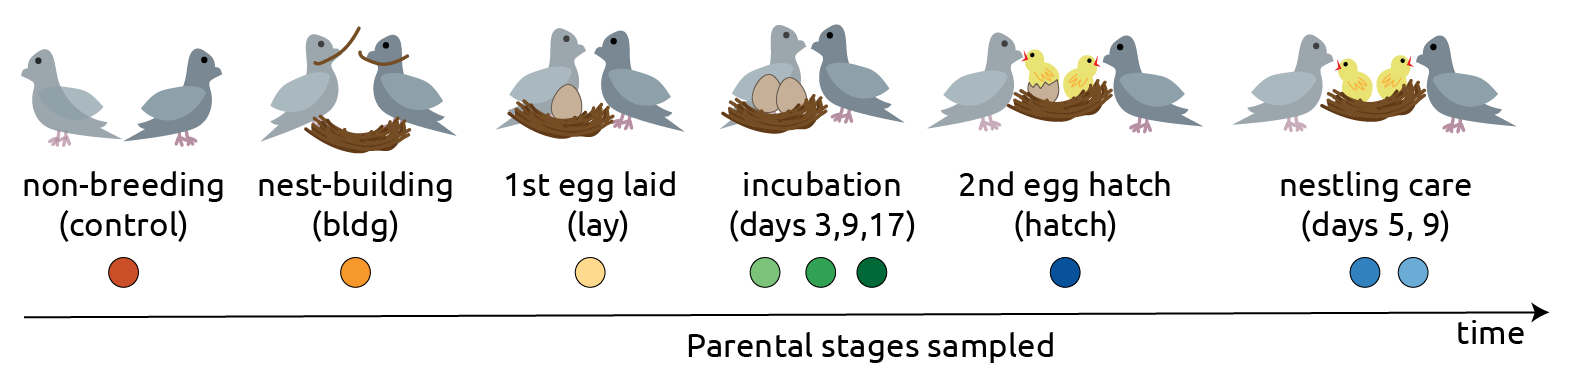 non-breeding
(control)
nest-building
(bldg)
1st egg laid
(lay)
incubation
(days 3,9,17)
2nd egg hatch
(hatch)
nestling care
(days 5, 9)
time
Parental stages sampled